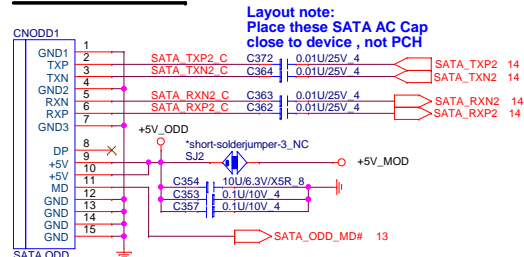 Layout note:
Place these SATA AC Cap
close to device , not PCH
CNODD1
GND1 1
TXP 2 SATA_TXP2_C C372 0.01U/25V_4 SATA_TXP2 14
TXN 3 SATA_TXN2_C C364 0.01U/25V_4 SATA_TXN2 14
GND2 4
RXN 5 SATA_RXN2_C C363 0.01U/25V_4 SATA_RXN2 14
RXP 6 SATA_RXP2_C C362 0.01U/25V_4 SATA_RXP2 14
GND3 7
+5V_ODD
DP 8
*short-solderjumper-3_NC
+5V 9 SJ2 +5V_MOD
+5V 10
MD 11 C354 10U/6.3V/X5R_8
GND 12 C353 0.1U/10V_4
GND 13 C357 0.1U/10V_4
GND 14
GND 15 SATA_ODD_MD# 13
SATA ODD